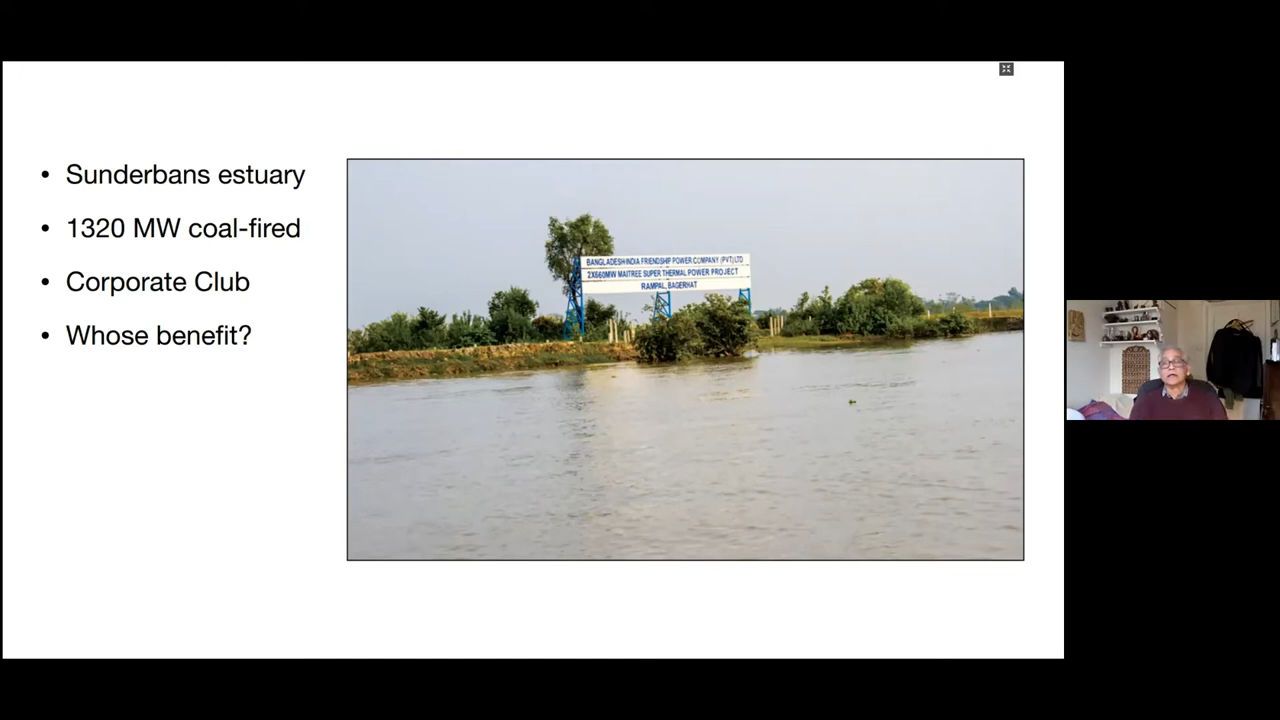 Sunderbans estuary
1320 MW coal-fired
Corporate Club
Whose benefit?
BANGLADESH-INDIA FRIENDSHIP POWER COMPANY (PVT) LTD
2X660MW MAITREE SUPER THERMAL POWER PROJECT
RAMPAL, BAGERHAT